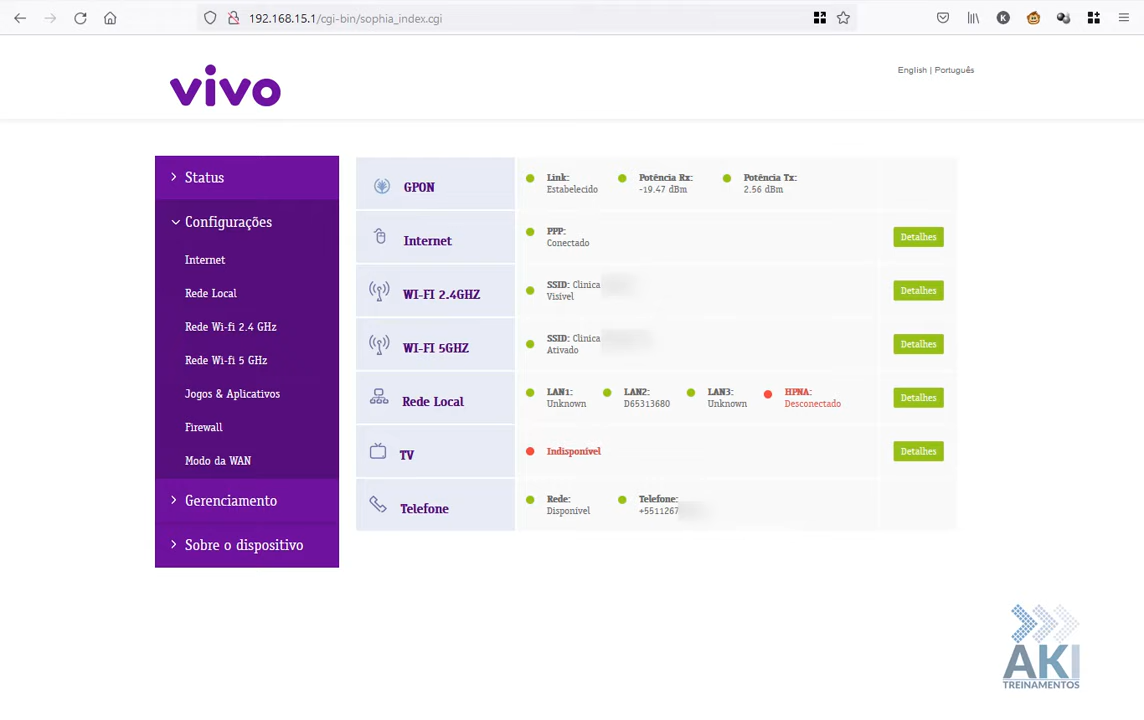 192.168.15.1/cgi-bin/sophia_index.cgi
K
vivo
English | Português
Status
Configurações
Internet
Rede Local
Rede Wi-fi 2.4 GHz
Rede Wi-fi 5 GHz
Jogos & Aplicativos
Firewall
Modo da WAN
Gerenciamento
Sobre o dispositivo
GPON
Link:
Estabelecido
Potência Rx:
-19.47 dBm
Potência Tx:
2.56 dBm
Internet
PPP:
Conectado
Detalhes
WI-FI 2.4GHZ
SSID: Clinica
Visível
Detalhes
WI-FI 5GHZ
SSID: Clinica
Ativado
Detalhes
Rede Local
LAN1:
Unknown
LAN2:
D65313680
LAN3:
Unknown
HPNA:
Desconectado
Detalhes
TV
Indisponível
Detalhes
Telefone
Rede:
Disponível
Telefone:
+5511267
AKI
TREINAMENTOS